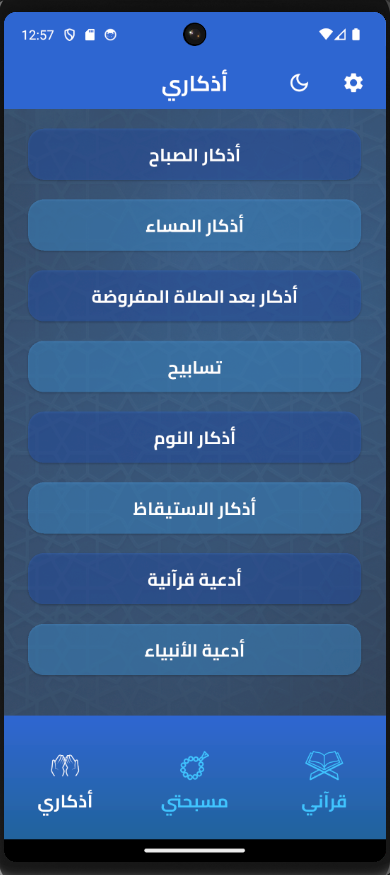 12:57
أذكاري
أذكار الصباح
أذكار المساء
أذكار بعد الصلاة المفروضة
تسابيح
أذكار النوم
أذكار الاستيقاظ
أدعية قرآنية
أدعية الأنبياء
قرآني
مسبحتي
أذكاري